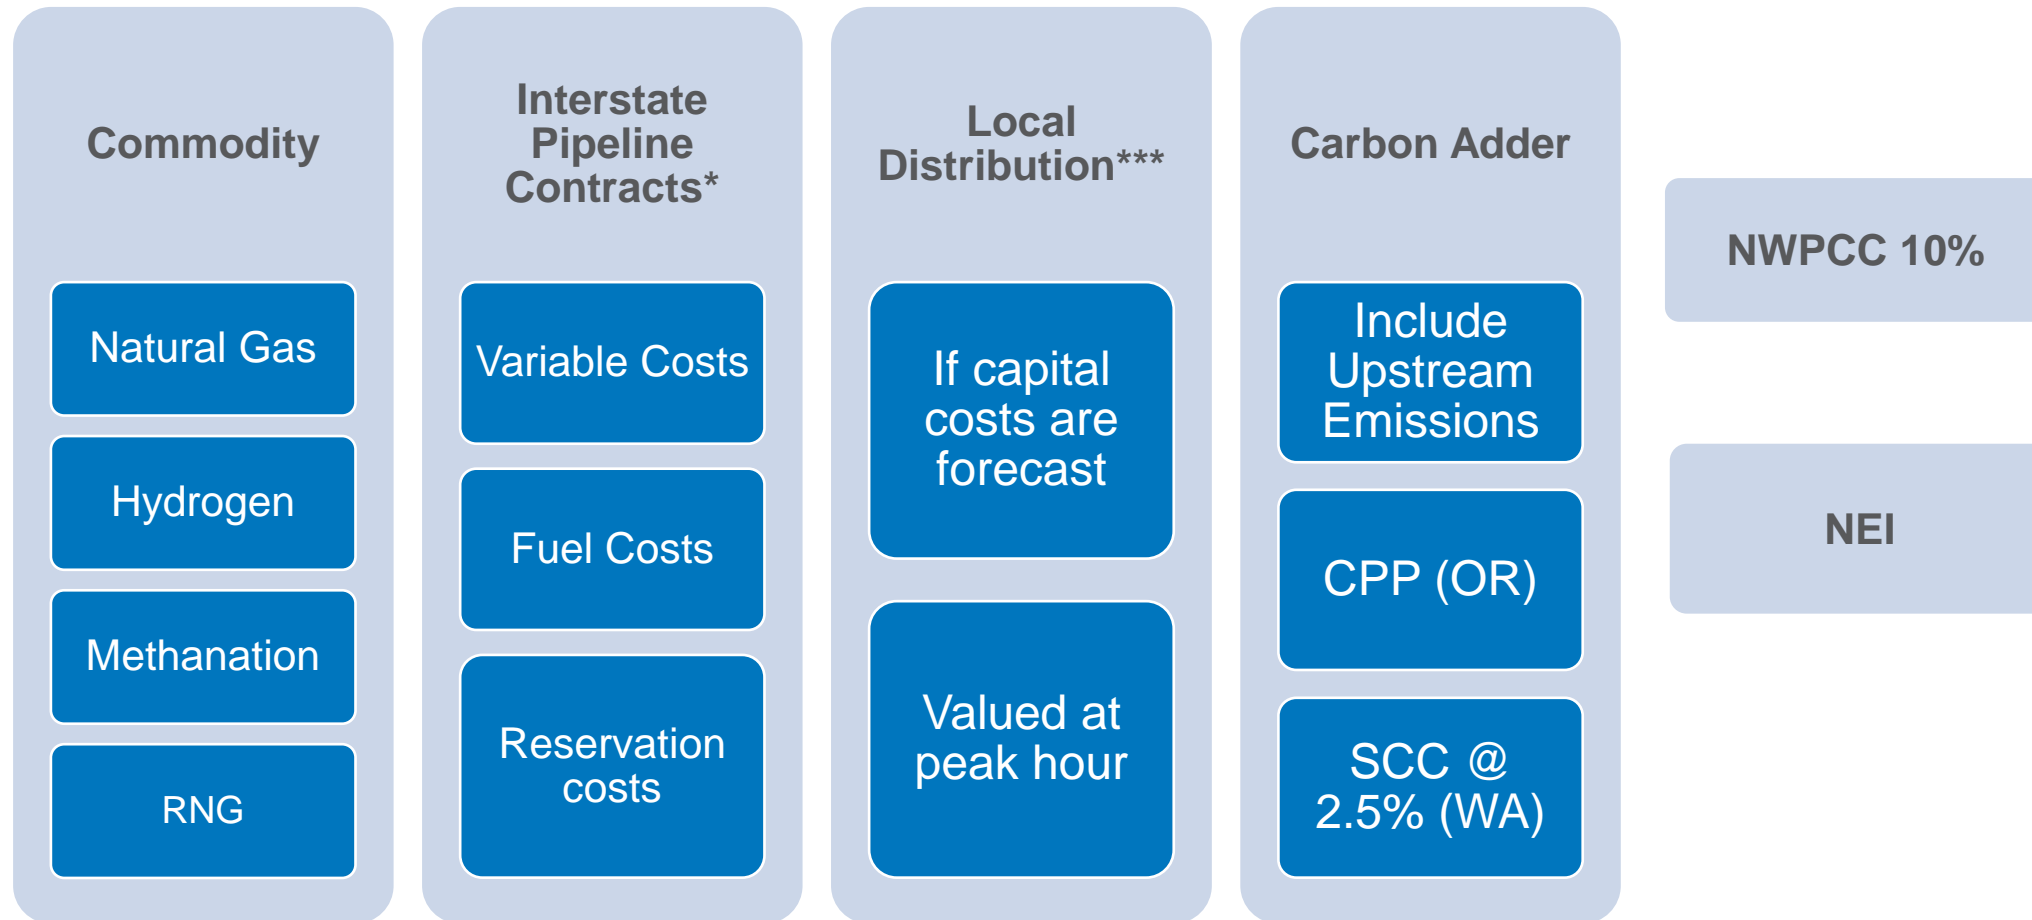 Commodity
Natural Gas
Hydrogen
Methanation
RNG
Interstate
Pipeline
Contracts*
Variable Costs
Fuel Costs
Reservation
costs
Local
Distribution***
If capital
costs are
forecast
Valued at
peak hour
Carbon Adder
Include
Upstream
Emissions
CPP (OR)
SCC @
2.5% (WA)
NWPCC 10%
NEI